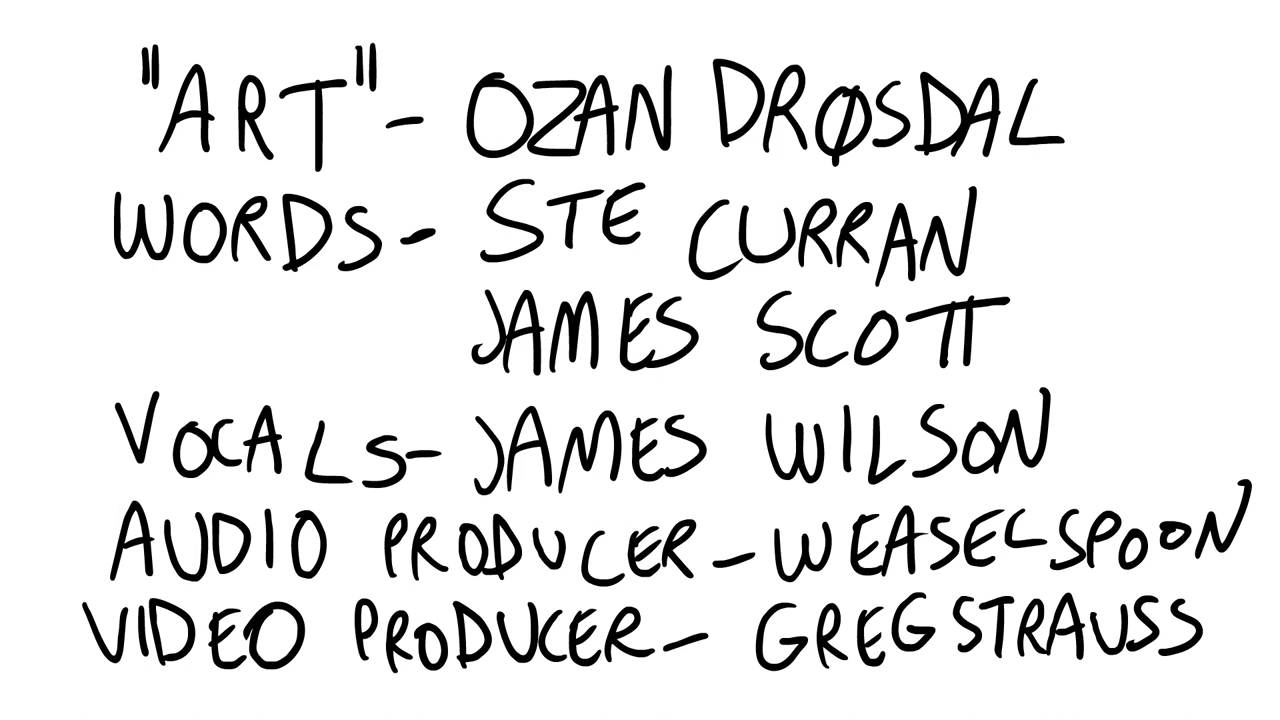 "ART" - OZAN DRØSDAL
WORDS - STE CURRAN
JAMES SCOTT
VOCALS - JAMES WILSON
AUDIO PRODUCER - WEASELSPOON
VIDEO PRODUCER - GREG STRAUSS